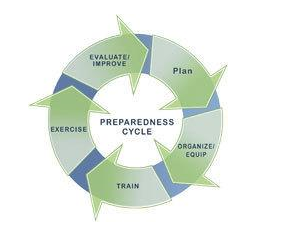 EVALUATE/
IMPROVE
Plan
PREPAREDNESS
CYCLE
EXERCISE
ORGANIZE/
EQUIP
TRAIN